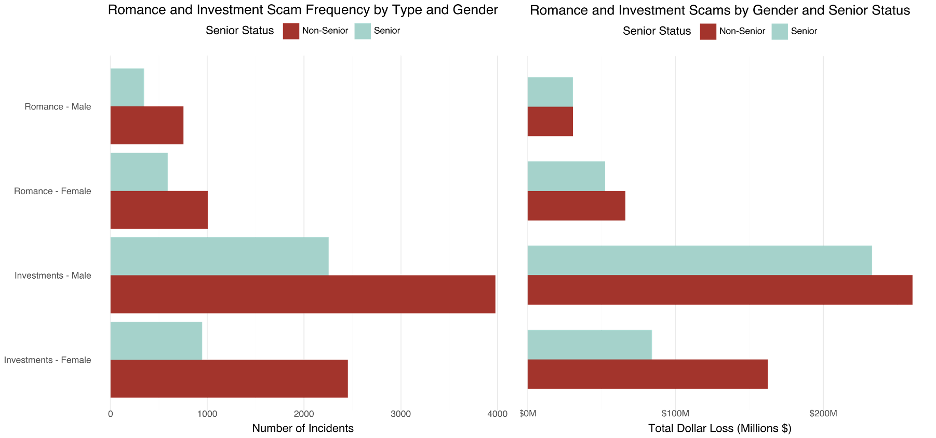 Romance and Investment Scam Frequency by Type and Gender
Senior Status Non-Senior Senior
Romance - Male
Romance - Female
Investments - Male
Investments - Female
0 1000 2000 3000 4000
Number of Incidents
Romance and Investment Scams by Gender and Senior Status
Senior Status Non-Senior Senior
$0M $100M $200M
Total Dollar Loss (Millions $)